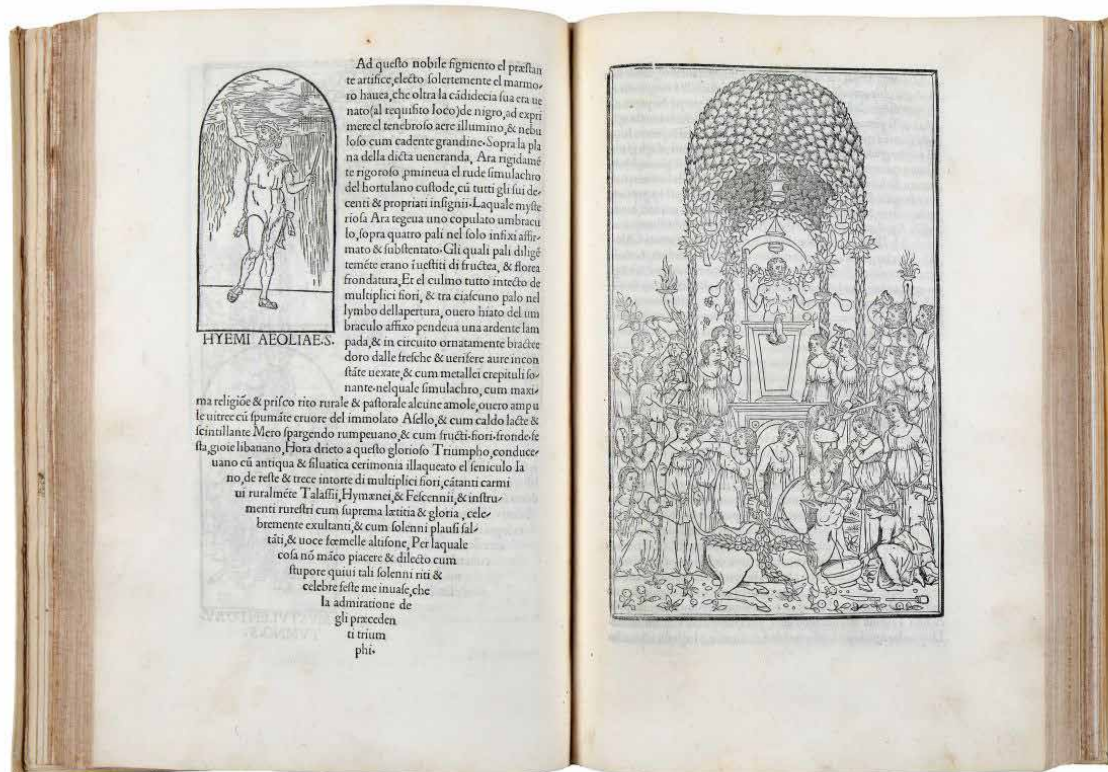 Ad questo nobile figmento el præstan
te artifice, electo solertemente el marmo-
ro hauea, che oltra la cãdidecia sua era ue
nato (al requisito loco) de nigro, ad expri
mere el tenebroso aere illumino, & nebu
loso cum cadente grandine. Sopra la pla
na della dicta ueneranda, Ara rigidamẽ
te rigoroso ꝓmineua el rude simulachro
del hortulano custode, cũ tutti gli sui de-
centi & propriati insignii. Laquale myste
riosa Ara tegeua uno copulato umbracu
lo, sopra quatro pali nel solo infixi affir-
mato & substentato. Gli quali pali diligẽ
temẽte erano ĩuestiti di fructea, & florea
frondatura, Et el culmo tutto intecto de
multiplici fiori, & tra ciascuno palo nel
lymbo dellapertura, ouero hiato del um
braculo affixo pendeua una ardente lam
pada, & in circuito ornatamente bractee
doro dalle fresche & uerifere aure incon
stãte uexate, & cum metallei crepituli so-
nante. nelquale simulachro, cum maxi-
ma religiõe & prisco rito rurale & pastorale alcune amole, ouero ampu
le uitree cũ spumãte cruore del immolato Asello, & cum caldo lacte &
scintillante Mero spargendo rumpeuano, & cum fructi. fiori. fronde. fe
sta, gioie libanano, Hora drieto a questo glorioso Triumpho, conduce-
uano cũ antiqua & siluatica cerimonia illaqueato el seniculo Ia
no, de reste & trece intorte di multiplici fiori, cãtanti carmi
ui ruralmẽte Talassii, Hymænei, & Fescennii, & instru-
menti rurestri cum suprema lætitia & gloria, cele-
bremente exultanti, & cum solenni plausi sal-
tãti, & uoce fœmelle altisone, Per laquale
cosa nõ mãco piacere & dilecto cum
stupore quiui tali solenni riti &
celebre feste me inuase, che
la admiratione de
gli præceden
ti trium
phi.
HYEMI AEOLIAE. S.